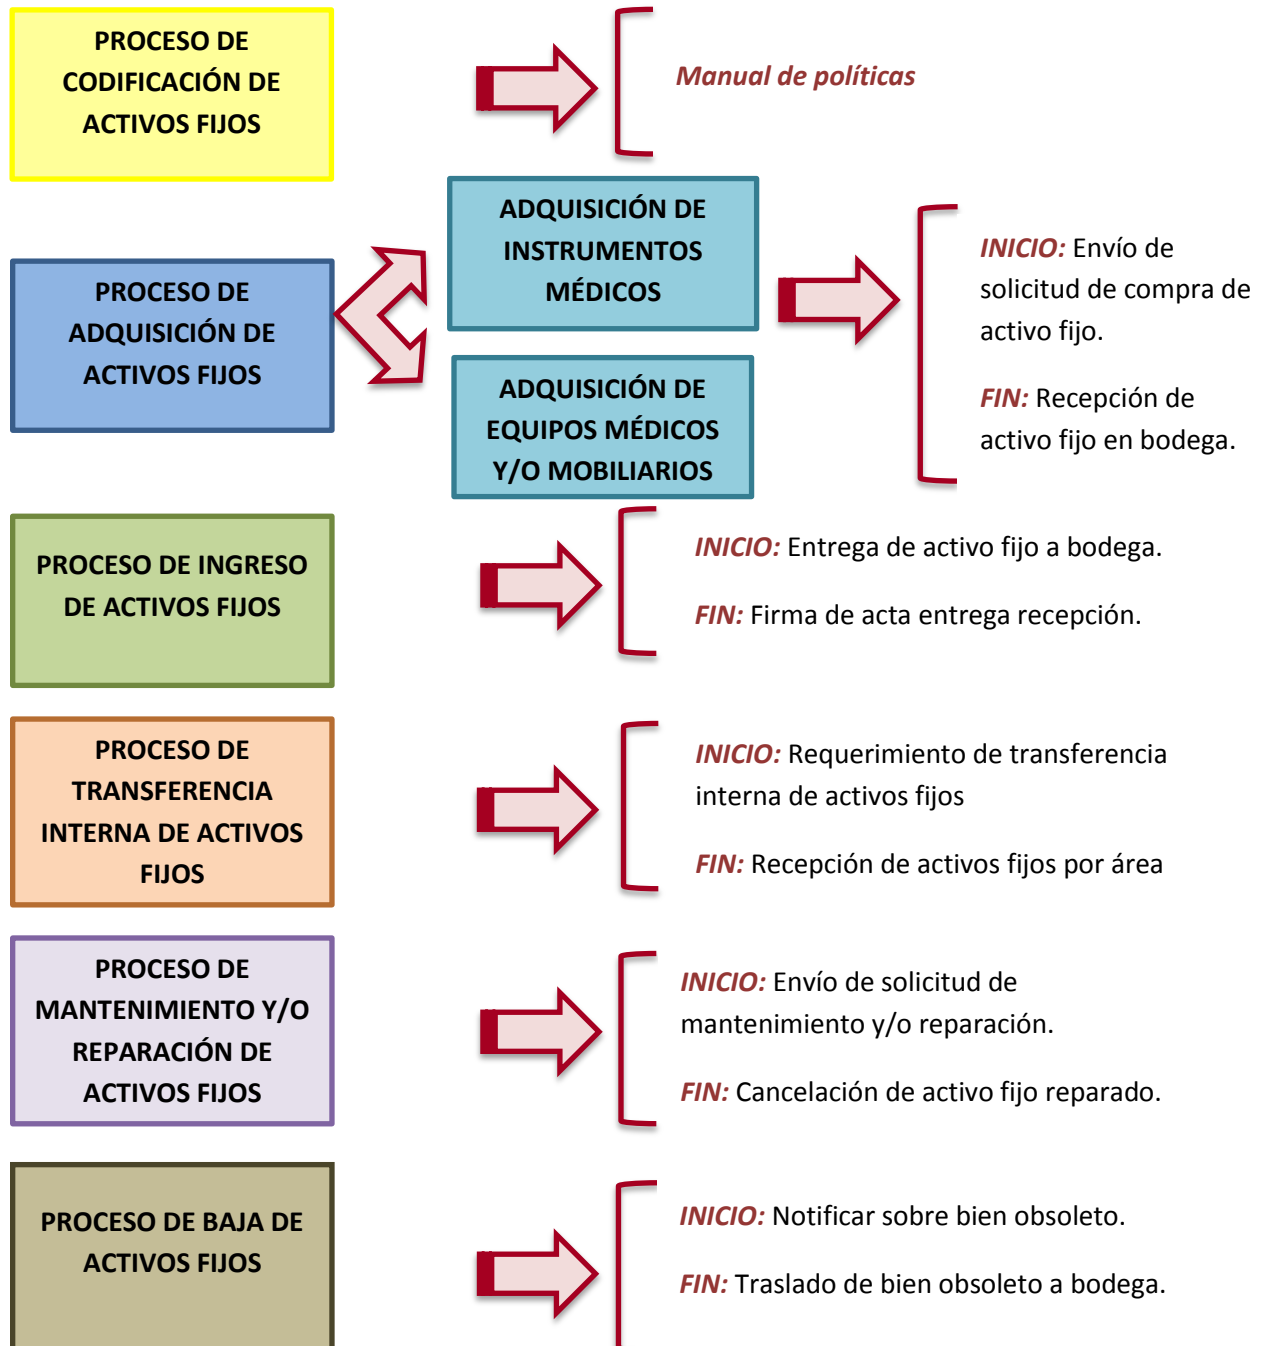 PROCESO DE
CODIFICACIÓN DE
ACTIVOS FIJOS
Manual de políticas
PROCESO DE
ADQUISICIÓN DE
ACTIVOS FIJOS
ADQUISICIÓN DE
INSTRUMENTOS
MÉDICOS
ADQUISICIÓN DE
EQUIPOS MÉDICOS
Y/O MOBILIARIOS
INICIO: Envío de
solicitud de compra de
activo fijo.
FIN: Recepción de
activo fijo en bodega.
PROCESO DE INGRESO
DE ACTIVOS FIJOS
INICIO: Entrega de activo fijo a bodega.
FIN: Firma de acta entrega recepción.
PROCESO DE
TRANSFERENCIA
INTERNA DE ACTIVOS
FIJOS
INICIO: Requerimiento de transferencia
interna de activos fijos
FIN: Recepción de activos fijos por área
PROCESO DE
MANTENIMIENTO Y/O
REPARACIÓN DE
ACTIVOS FIJOS
INICIO: Envío de solicitud de
mantenimiento y/o reparación.
FIN: Cancelación de activo fijo reparado.
PROCESO DE BAJA DE
ACTIVOS FIJOS
INICIO: Notificar sobre bien obsoleto.
FIN: Traslado de bien obsoleto a bodega.